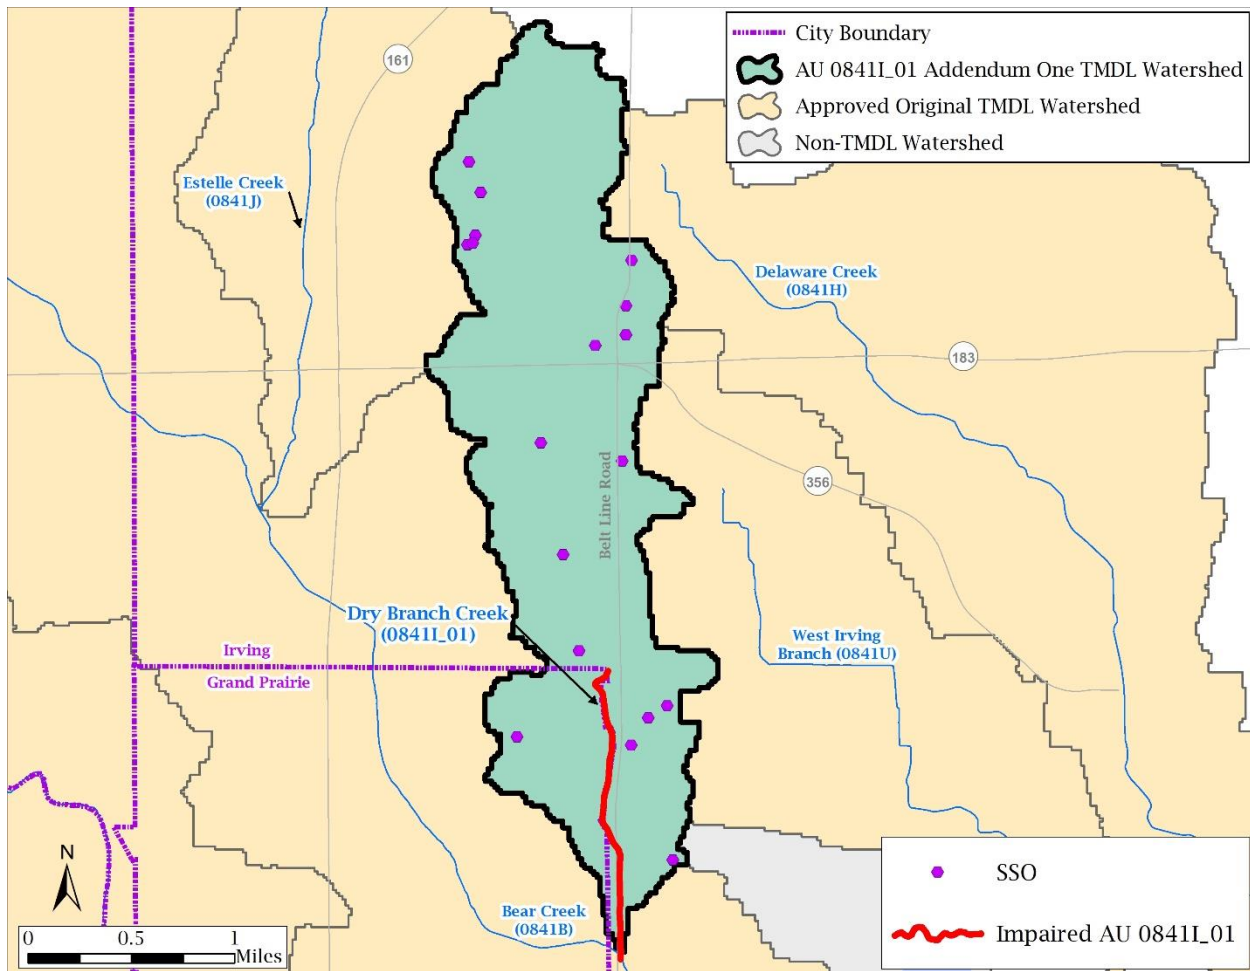 City Boundary
AU 0841I_01 Addendum One TMDL Watershed
Approved Original TMDL Watershed
Non-TMDL Watershed
161
Estelle Creek
(0841J)
Delaware Creek
(0841H)
183
356
Belt Line Road
Dry Branch Creek
(0841I_01)
West Irving
Branch (0841U)
Irving
Grand Prairie
Bear Creek
(0841B)
N
0 0.5 1
Miles
SSO
Impaired AU 0841I_01